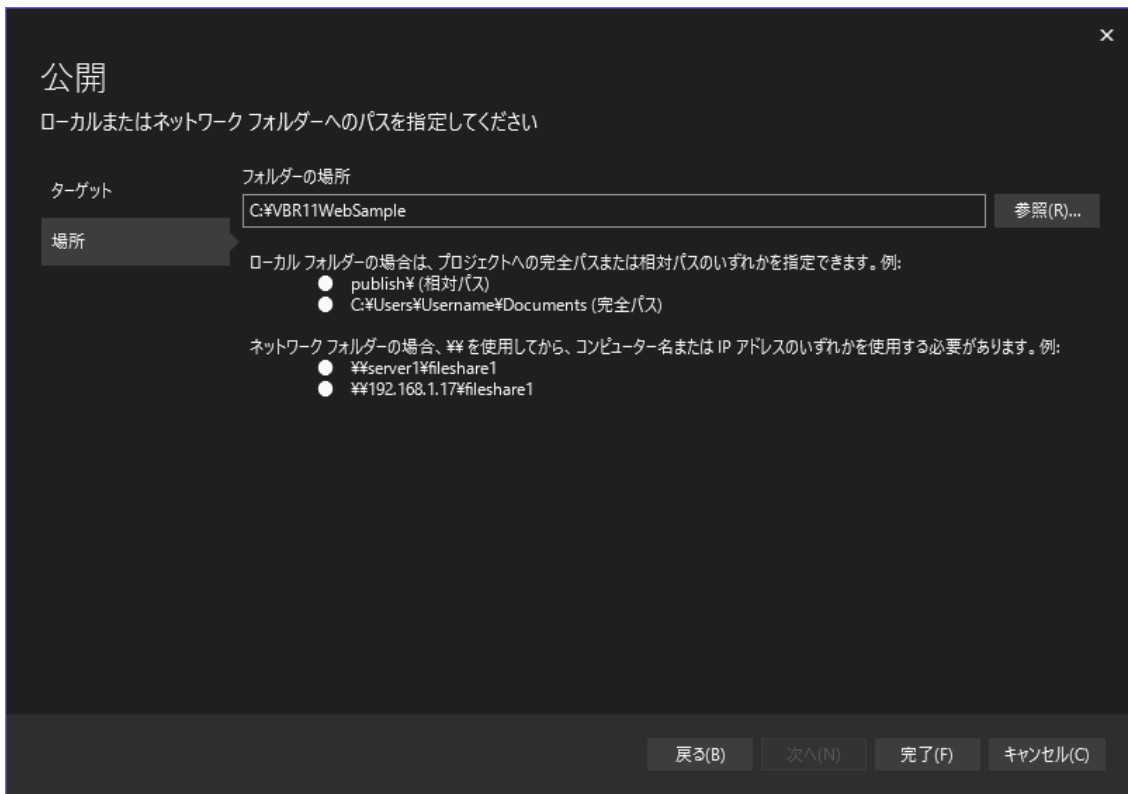 ×
公開
ローカルまたはネットワーク フォルダーへのパスを指定してください
ターゲット
場所
フォルダーの場所
C:¥VBR11WebSample
参照(R)...
ローカル フォルダーの場合は、プロジェクトへの完全パスまたは相対パスのいずれかを指定できます。例:
● publish¥ (相対パス)
● C:¥Users¥Username¥Documents (完全パス)
ネットワーク フォルダーの場合、¥¥ を使用してから、コンピューター名または IP アドレスのいずれかを使用する必要があります。例:
● ¥¥server1¥fileshare1
● ¥¥192.168.1.17¥fileshare1
戻る(B)
次へ(N)
完了(F)
キャンセル(C)